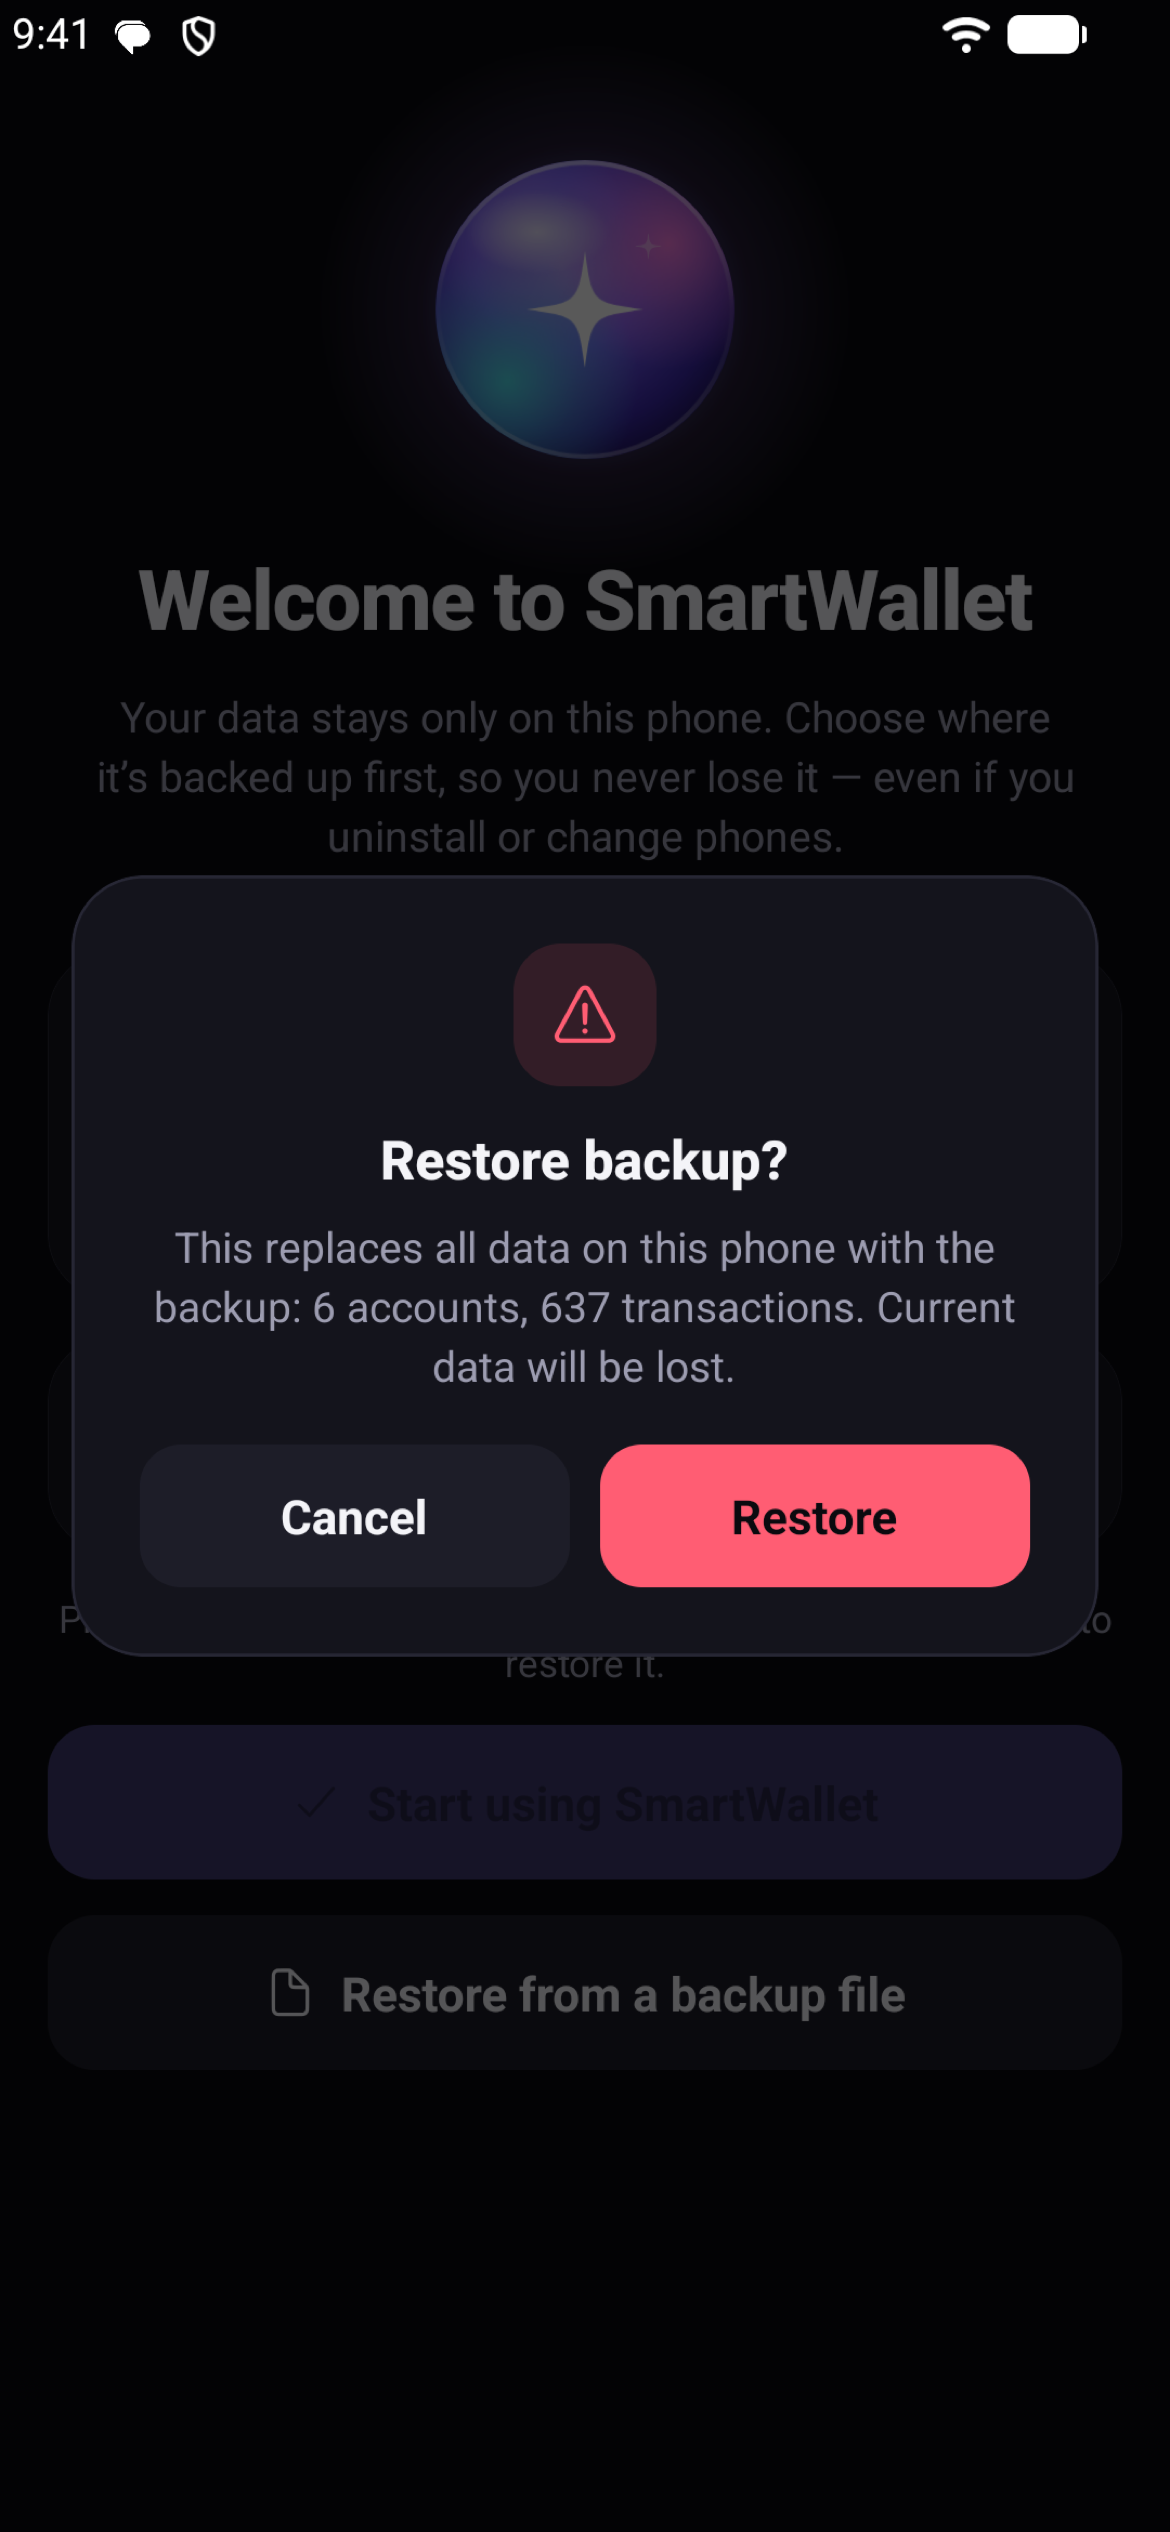 9:41
Welcome to SmartWallet
Your data stays only on this phone. Choose where
it’s backed up first, so you never lose it — even if you
uninstall or change phones.
Restore backup?
This replaces all data on this phone with the
backup: 6 accounts, 637 transactions. Current
data will be lost.
Cancel
Restore
to
restore it.
Start using SmartWallet
Restore from a backup file